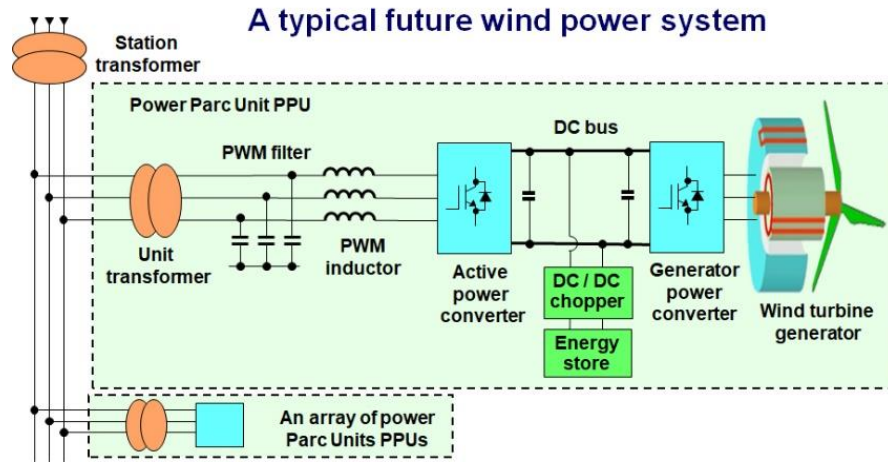 A typical future wind power system
Station
transformer
Power Parc Unit PPU
PWM filter
DC bus
Unit
transformer
PWM
inductor
Active
power
converter
DC / DC
chopper
Energy
store
Generator
power
converter
Wind turbine
generator
An array of power
Parc Units PPUs